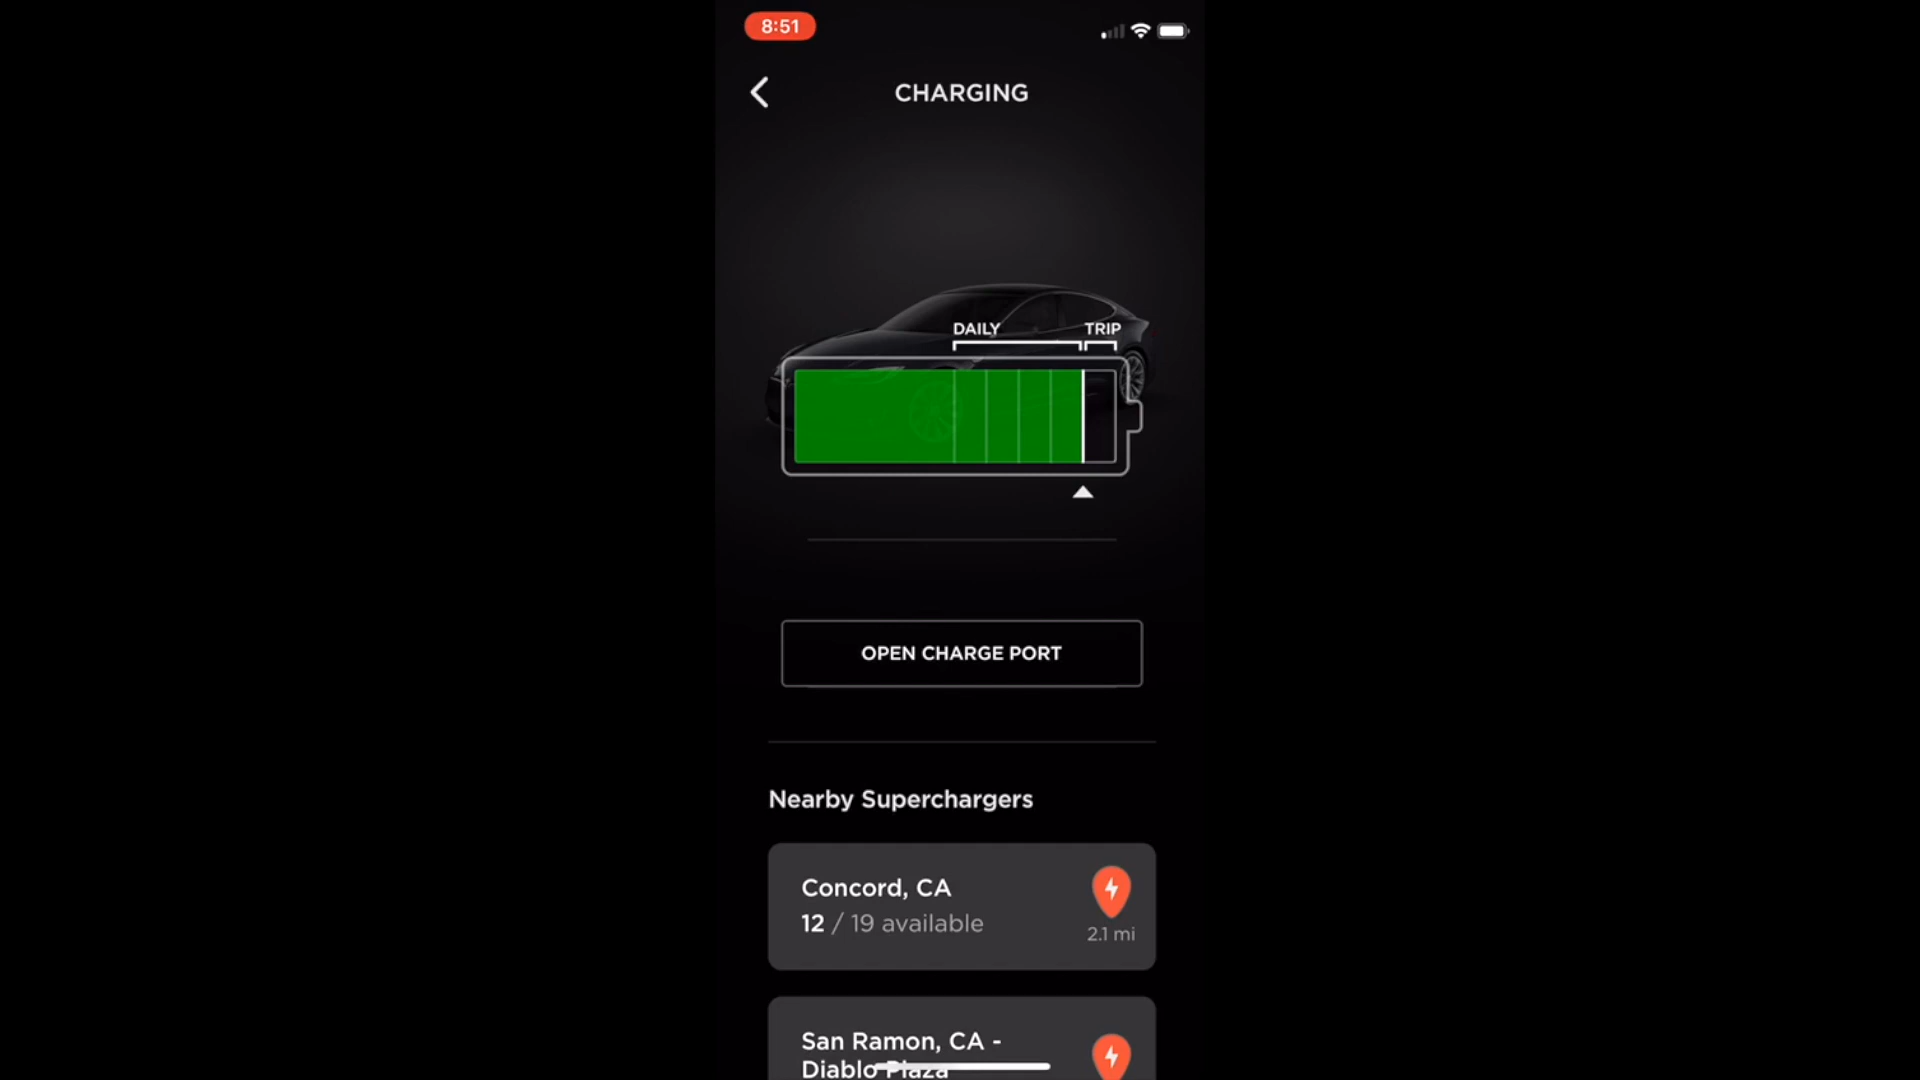 8:51
CHARGING
DAILY TRIP
OPEN CHARGE PORT
Nearby Superchargers
Concord, CA
12 / 19 available
2.1 mi
San Ramon, CA -
Diablo Plaza